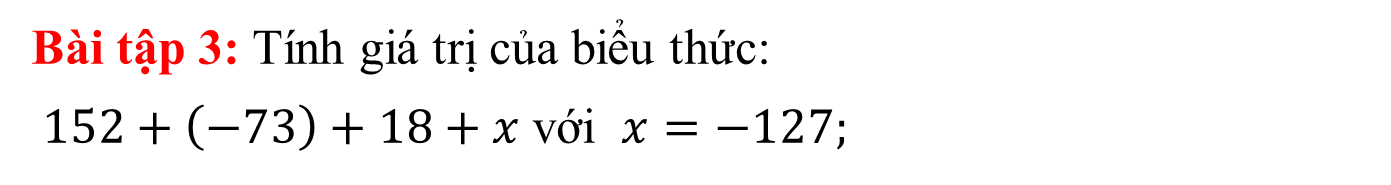 Bài tập 3: Tính giá trị của biểu thức:
152 + (−73) + 18 + 𝑥 với 𝑥 = −127;